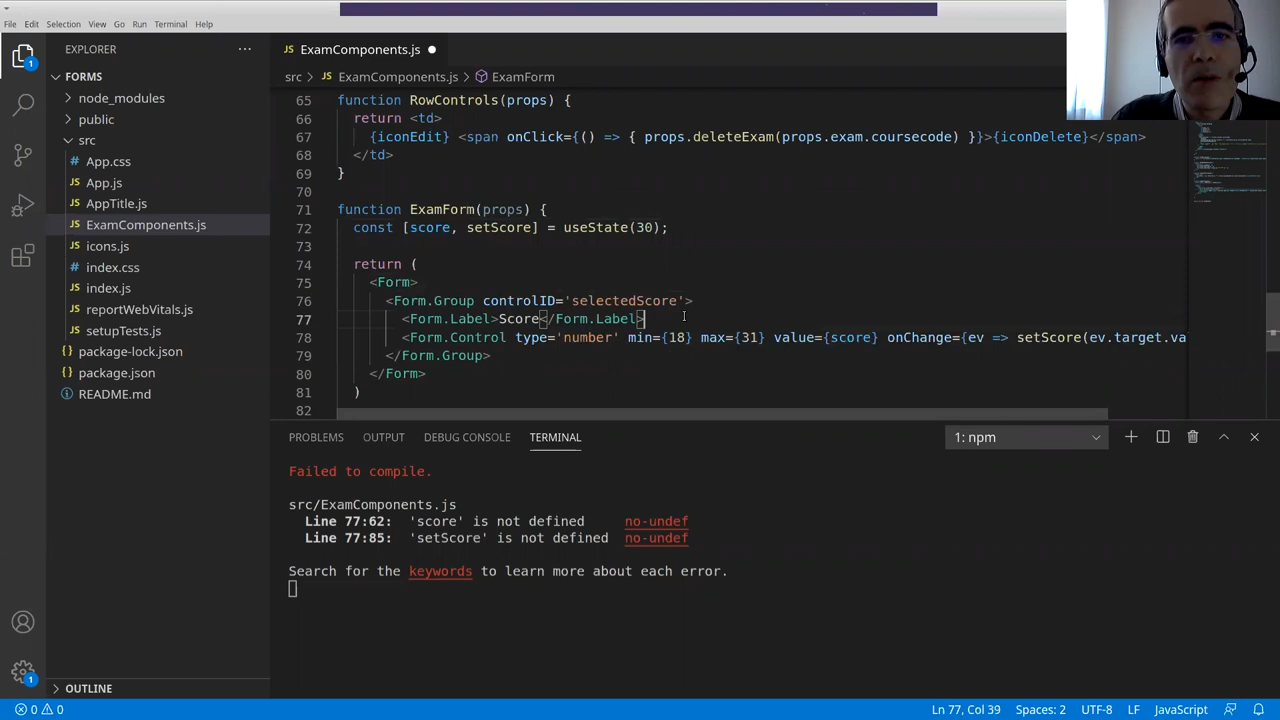 File Edit Selection View Go Run Terminal Help
EXPLORER
ExamComponents.js
FORMS
src > ExamComponents.js > ExamForm
node_modules
public
src
App.css
App.js
AppTitle.js
ExamComponents.js
icons.js
index.css
index.js
reportWebVitals.js
setupTests.js
package-lock.json
package.json
README.md
OUTLINE
65 function RowControls(props) {
66 return <td>
67 {iconEdit} <span onClick={() => { props.deleteExam(props.exam.coursecode) }}>{iconDelete}</span>
68 </td>
69 }
70
71 function ExamForm(props) {
72 const [score, setScore] = useState(30);
73
74 return (
75 <Form>
76 <Form.Group controlID='selectedScore'>
77 <Form.Label>Score</Form.Label>
78 <Form.Control type='number' min={18} max={31} value={score} onChange={ev => setScore(ev.target.va
79 </Form.Group>
80 </Form>
81 )
82
PROBLEMS OUTPUT DEBUG CONSOLE TERMINAL 1: npm
Failed to compile.
src/ExamComponents.js
Line 77:62: 'score' is not defined no-undef
Line 77:85: 'setScore' is not defined no-undef
Search for the keywords to learn more about each error.
0 0 Ln 77, Col 39 Spaces: 2 UTF-8 LF JavaScript